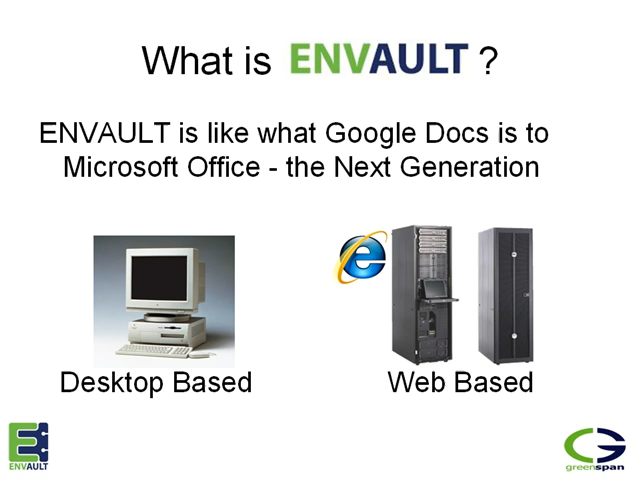 What is ENVAULT ?
ENVAULT is like what Google Docs is to
Microsoft Office - the Next Generation
Desktop Based
Web Based
ENVAULT
greenspan